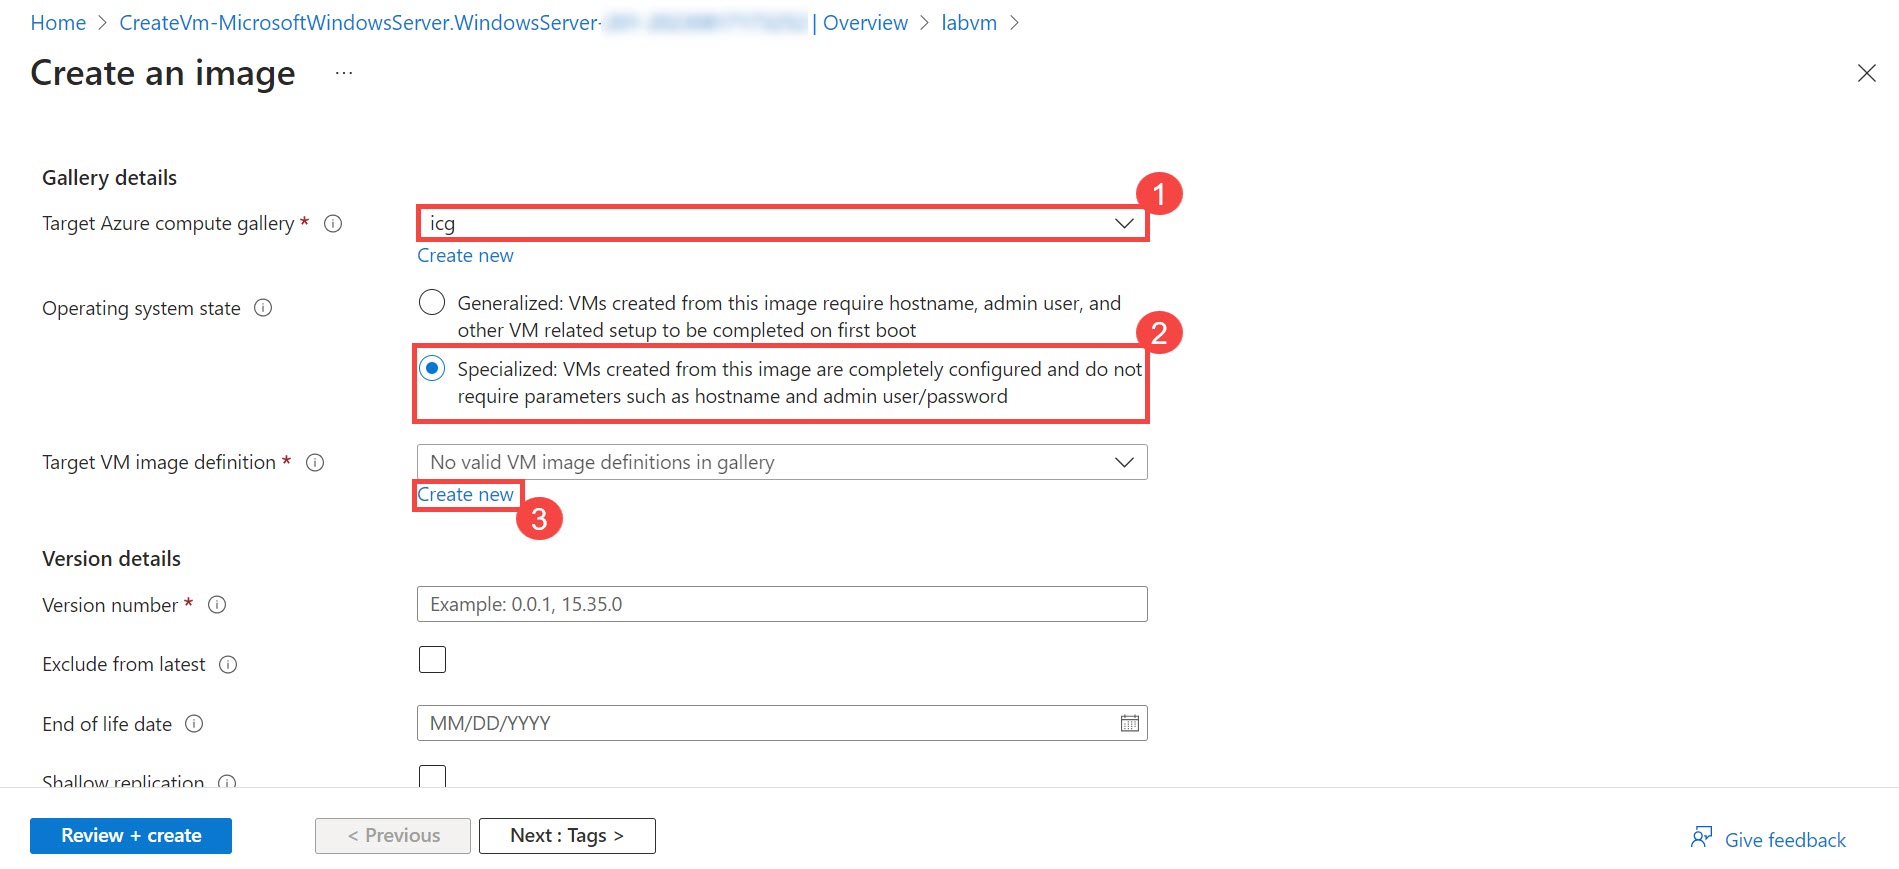 Home > CreateVm-MicrosoftWindowsServer.WindowsServer- | Overview > labvm >
Create an image ...
Gallery details
1
Target Azure compute gallery * icg
Create new
Operating system state
Generalized: VMs created from this image require hostname, admin user, and
other VM related setup to be completed on first boot
2
Specialized: VMs created from this image are completely configured and do not
require parameters such as hostname and admin user/password
Target VM image definition * No valid VM image definitions in gallery
Create new
3
Version details
Version number * Example: 0.0.1, 15.35.0
Exclude from latest
End of life date MM/DD/YYYY
Shallow replication
Review + create < Previous Next : Tags > Give feedback